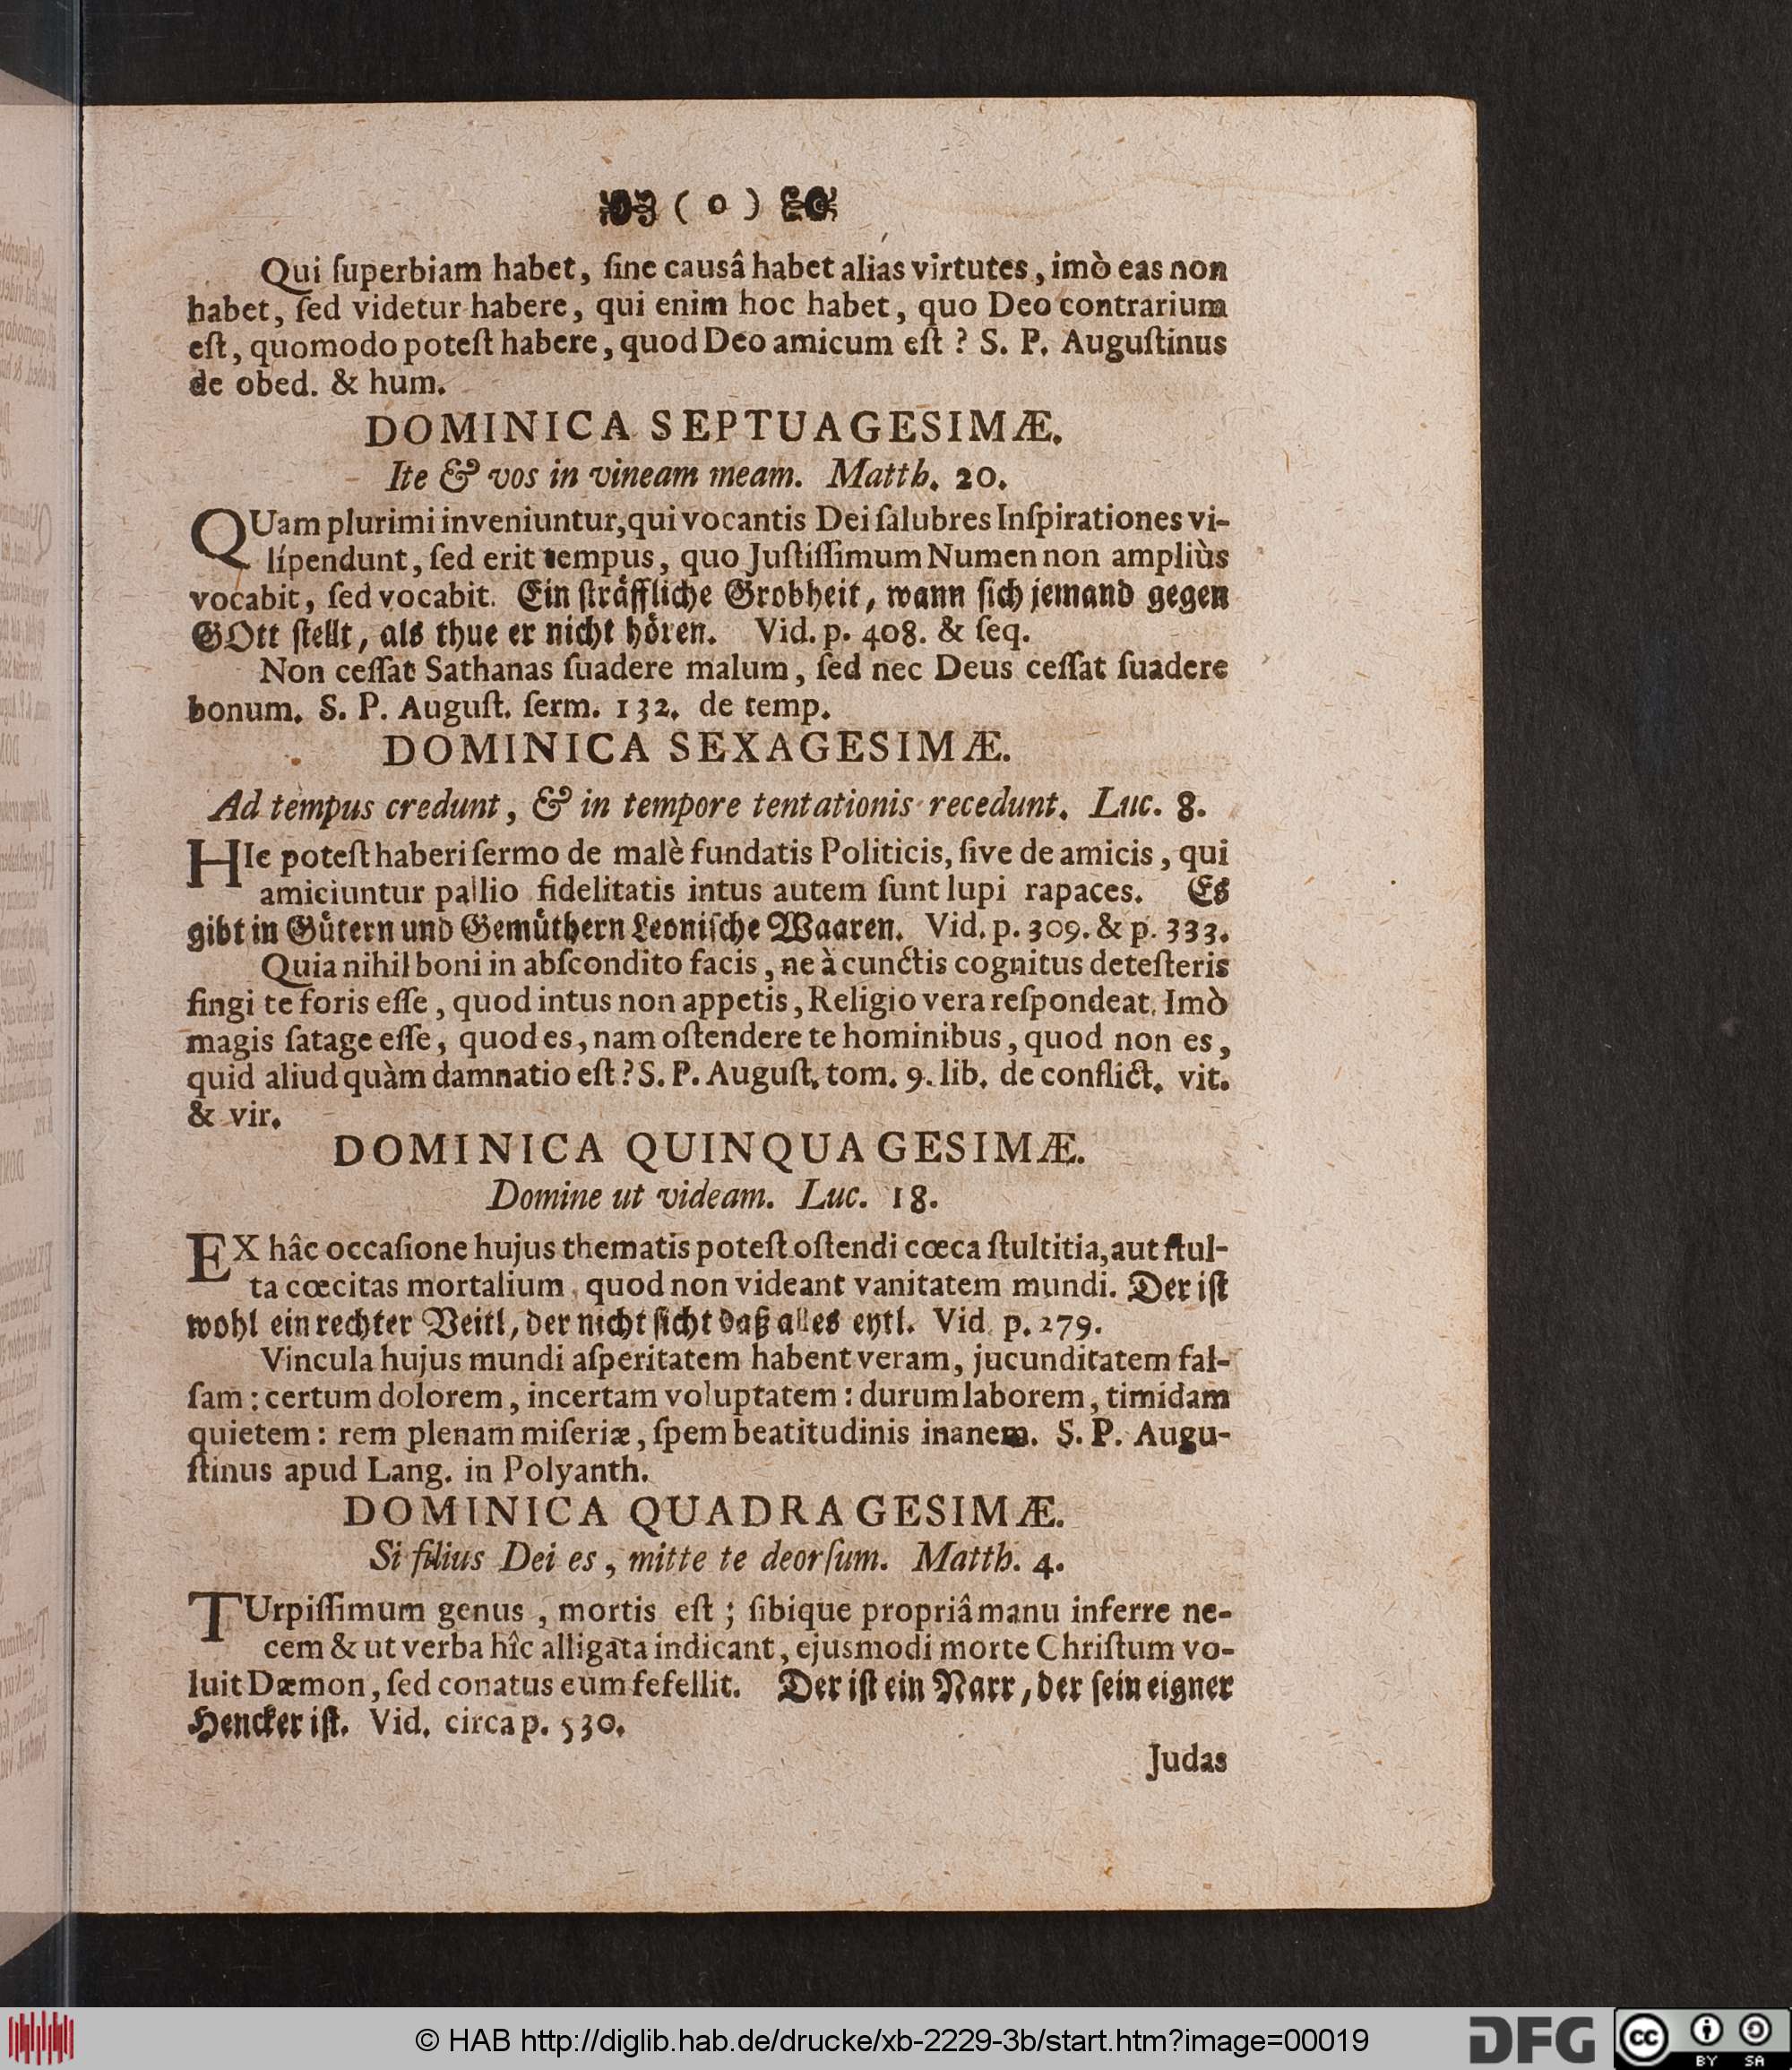 ( o )
Qui ſuperbiam habet, ſine causâ habet alias virtutes, imò eas non
habet, ſed videtur habere, qui enim hoc habet, quo Deo contrarium
eſt, quomodo poteſt habere, quod Deo amicum eſt ? S. P. Auguſtinus
de obed. & hum.
DOMINICA SEPTUAGESIMÆ.
Ite & vos in vineam meam. Matth. 20.
QUam plurimi inveniuntur, qui vocantis Dei ſalubres Inſpirationes vi-
lípendunt, ſed erit tempus, quo Juſtiſſimum Numen non ampliùs
vocabit, ſed vocabit. Ein ſtråffliche Grobheit, wann ſich jemand gegen
GOtt ſtellt, als thue er nicht hoͤren. Vid. p. 408. & ſeq.
Non ceſſat Sathanas ſuadere malum, ſed nec Deus ceſſat ſuadere
bonum. S. P. Auguſt. ſerm. 132. de temp.
DOMINICA SEXAGESIMÆ.
Ad tempus credunt, & in tempore tentationis recedunt. Luc. 8.
HIc poteſt haberi ſermo de malè fundatis Politicis, ſive de amicis, qui
amiciuntur pallio fidelitatis intus autem ſunt lupi rapaces. Es
gibt in Guͤtern und Gemuͤthern Leoniſche Waaren. Vid. p. 309. & p. 333.
Quia nihil boni in abſcondito facis, ne à cunctis cognitus deteſteris
fingi te foris eſſe, quod intus non appetis, Religio vera reſpondeat. Imò
magis ſatage eſſe, quod es, nam oſtendere te hominibus, quod non es,
quid aliud quàm damnatio eſt? S. P. Auguſt. tom. 9. lib. de conflict. vit.
& vir.
DOMINICA QUINQUAGESIMÆ.
Domine ut videam. Luc. 18.
EX hâc occaſione hujus thematis poteſt oſtendi cœca ſtultitia, aut ſtul-
ta cœcitas mortalium, quod non videant vanitatem mundi. Der iſt
wohl ein rechter Veitl, der nicht ſicht daß alles eytl. Vid. p. 279.
Vincula hujus mundi aſperitatem habent veram, jucunditatem fal-
ſam : certum dolorem, incertam voluptatem : durum laborem, timidam
quietem : rem plenam miſeriæ, ſpem beatitudinis inanem. S. P. Augu-
ſtinus apud Lang. in Polyanth.
DOMINICA QUADRAGESIMÆ.
Si filius Dei es, mitte te deorſum. Matth. 4.
TUrpiſſimum genus, mortis eſt ; ſibique propriâ manu inferre ne-
cem & ut verba hîc alligata indicant, ejusmodi morte Chriſtum vo-
luit Dæmon, ſed conatus eum fefellit. Der iſt ein Narr, der ſein eigner
Hencker iſt. Vid. circa p. 530.
Judas
© HAB http://diglib.hab.de/drucke/xb-2229-3b/start.htm?image=00019
DFG
cc
BY SA